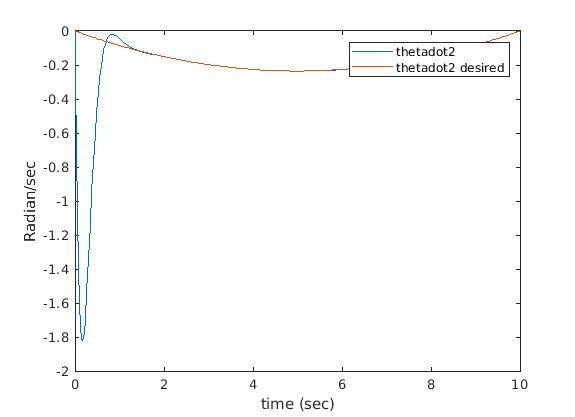 0
-0.2
-0.4
-0.6
-0.8
-1
-1.2
-1.4
-1.6
-1.8
-2
Radian/sec
thetadot2
thetadot2 desired
0 2 4 6 8 10
time (sec)